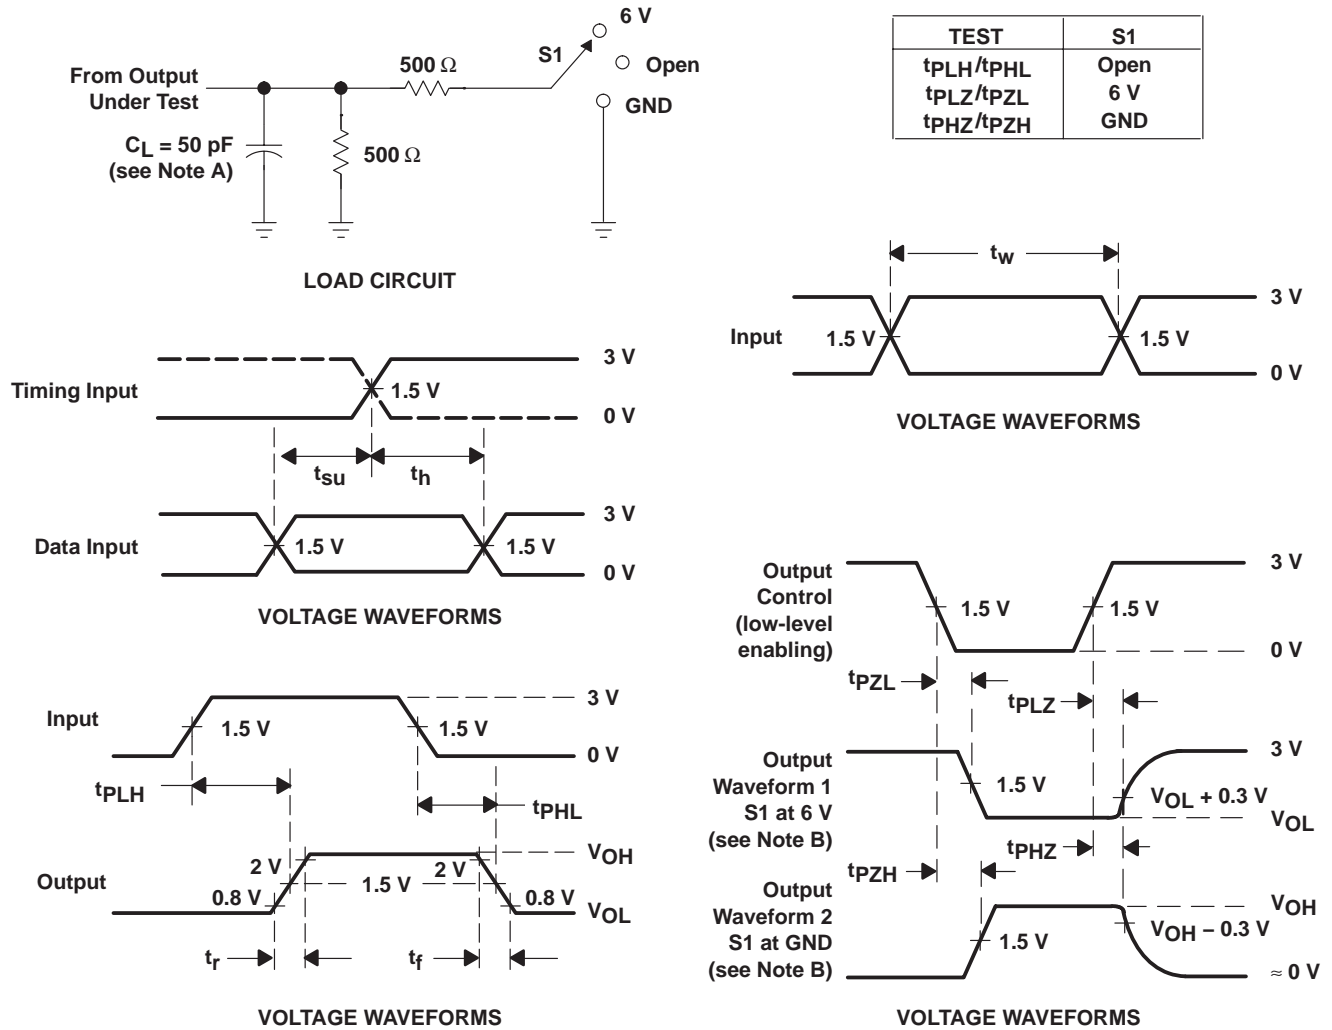 6 V
S1
Open
GND
500 Ω
From Output
Under Test
CL = 50 pF
(see Note A)
500 Ω
LOAD CIRCUIT
TEST S1
tPLH/tPHL Open
tPLZ/tPZL 6 V
tPHZ/tPZH GND
tw
Input
1.5 V
1.5 V
3 V
0 V
VOLTAGE WAVEFORMS
Timing Input
1.5 V
3 V
0 V
tsu
th
Data Input
1.5 V
1.5 V
3 V
0 V
VOLTAGE WAVEFORMS
Input
1.5 V
1.5 V
3 V
0 V
tPLH
tPHL
Output
2 V
0.8 V
1.5 V
2 V
0.8 V
VOH
VOL
tr
tf
VOLTAGE WAVEFORMS
Output
Control
(low-level
enabling)
1.5 V
1.5 V
3 V
0 V
tPZL
tPLZ
Output
Waveform 1
S1 at 6 V
(see Note B)
1.5 V
3 V
VOL + 0.3 V
VOL
tPHZ
tPZH
Output
Waveform 2
S1 at GND
(see Note B)
1.5 V
VOH
VOH – 0.3 V
≈ 0 V
VOLTAGE WAVEFORMS